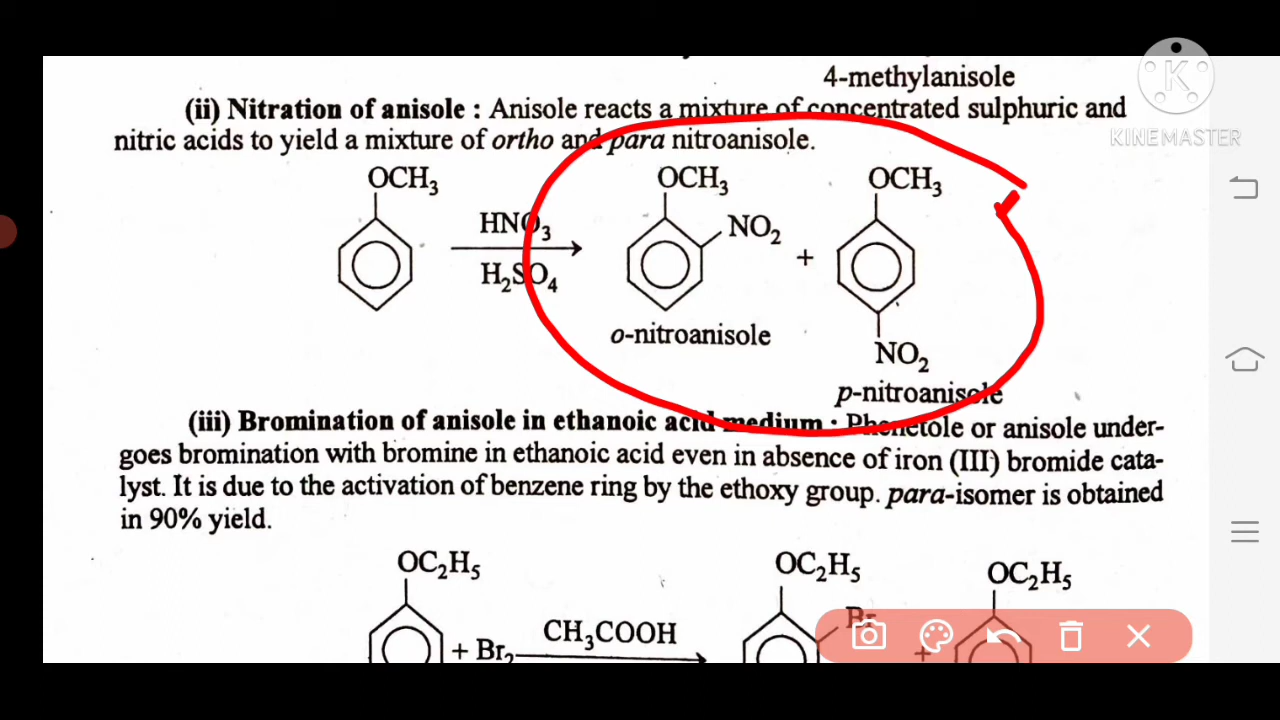 4-methylanisole
(ii) Nitration of anisole : Anisole reacts a mixture of concentrated sulphuric and
nitric acids to yield a mixture of ortho and para nitroanisole.
KINEMASTER
OCH₃ OCH₃ OCH₃
HNO₃ NO₂ +
H₂SO₄
o-nitroanisole
NO₂
p-nitroanisole
(iii) Bromination of anisole in ethanoic acid medium : Phenetole or anisole under-
goes bromination with bromine in ethanoic acid even in absence of iron (III) bromide cata-
lyst. It is due to the activation of benzene ring by the ethoxy group. para-isomer is obtained
in 90% yield.
OC₂H₅ OC₂H₅ OC₂H₅
Br
+ Br₂ CH₃COOH +